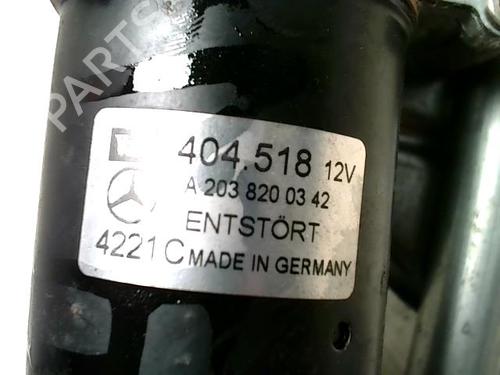 B-PARTS
404.518 12V
A 203 820 03 42
ENTSTÖRT
4221 C MADE IN GERMANY